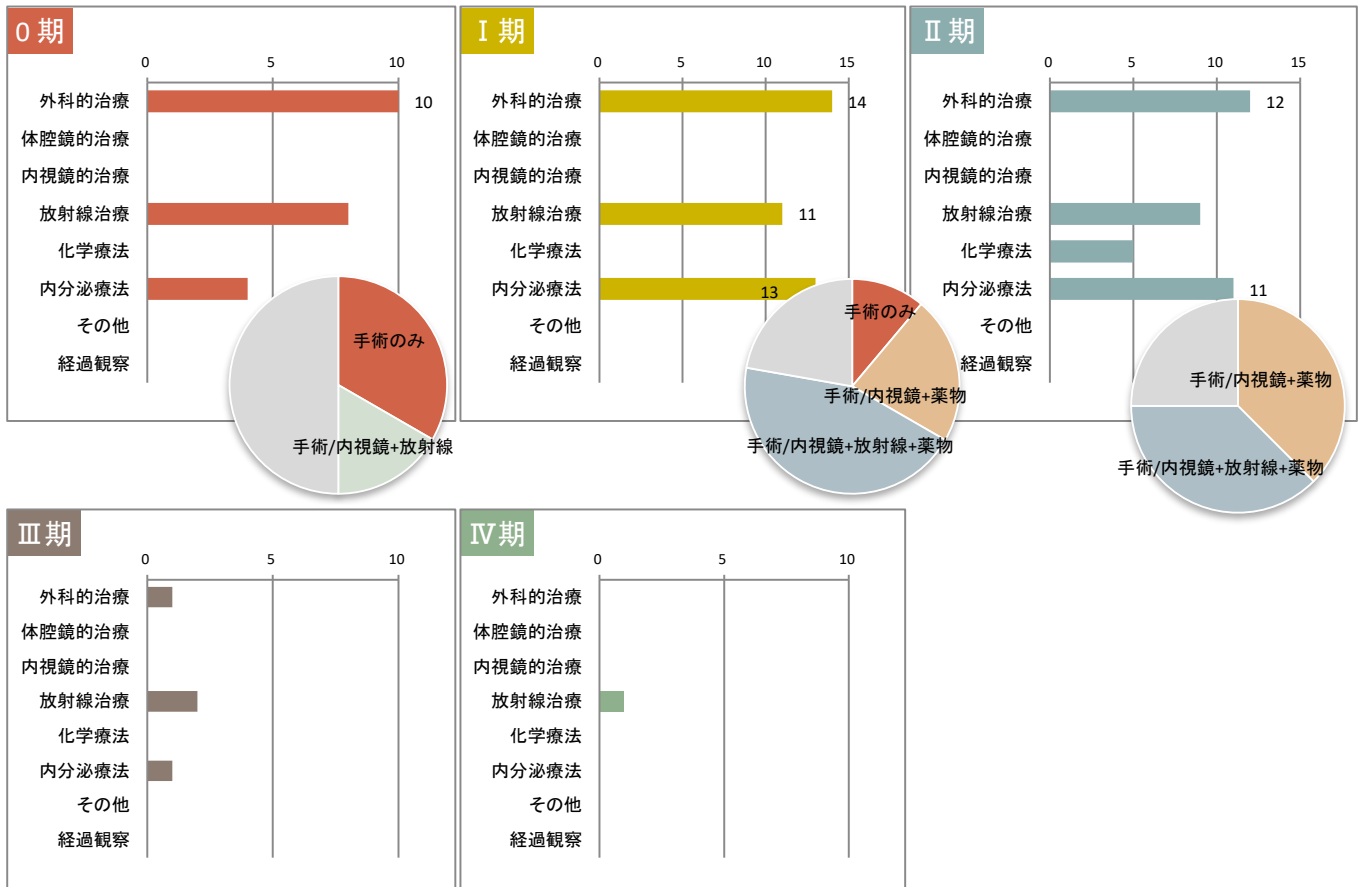 0期
0 5 10
外科的治療 10
体腔鏡的治療
内視鏡的治療
放射線治療
化学療法
内分泌療法
その他
経過観察
手術のみ
手術/内視鏡+放射線
Ⅰ期
0 5 10 15
外科的治療 14
体腔鏡的治療
内視鏡的治療
放射線治療 11
化学療法
内分泌療法 13
その他
経過観察
手術のみ
手術/内視鏡+薬物
手術/内視鏡+放射線+薬物
Ⅱ期
0 5 10 15
外科的治療 12
体腔鏡的治療
内視鏡的治療
放射線治療
化学療法
内分泌療法 11
その他
経過観察
手術/内視鏡+薬物
手術/内視鏡+放射線+薬物
Ⅲ期
0 5 10
外科的治療
体腔鏡的治療
内視鏡的治療
放射線治療
化学療法
内分泌療法
その他
経過観察
Ⅳ期
0 5 10
外科的治療
体腔鏡的治療
内視鏡的治療
放射線治療
化学療法
内分泌療法
その他
経過観察